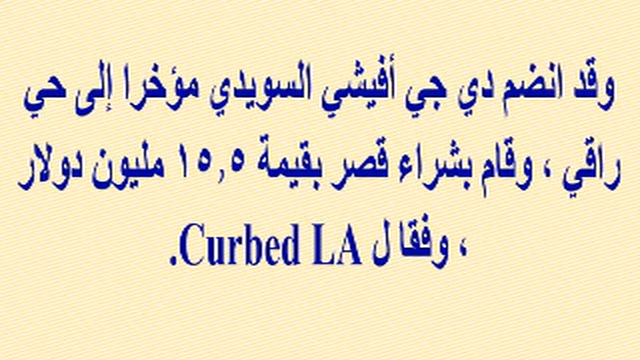 وقد انضم دي جي أفيشي السويدي مؤخرا إلى حي
راقي ، وقام بشراء قصر بقيمة ١٥,٥ مليون دولار
، وفقا ل Curbed LA.